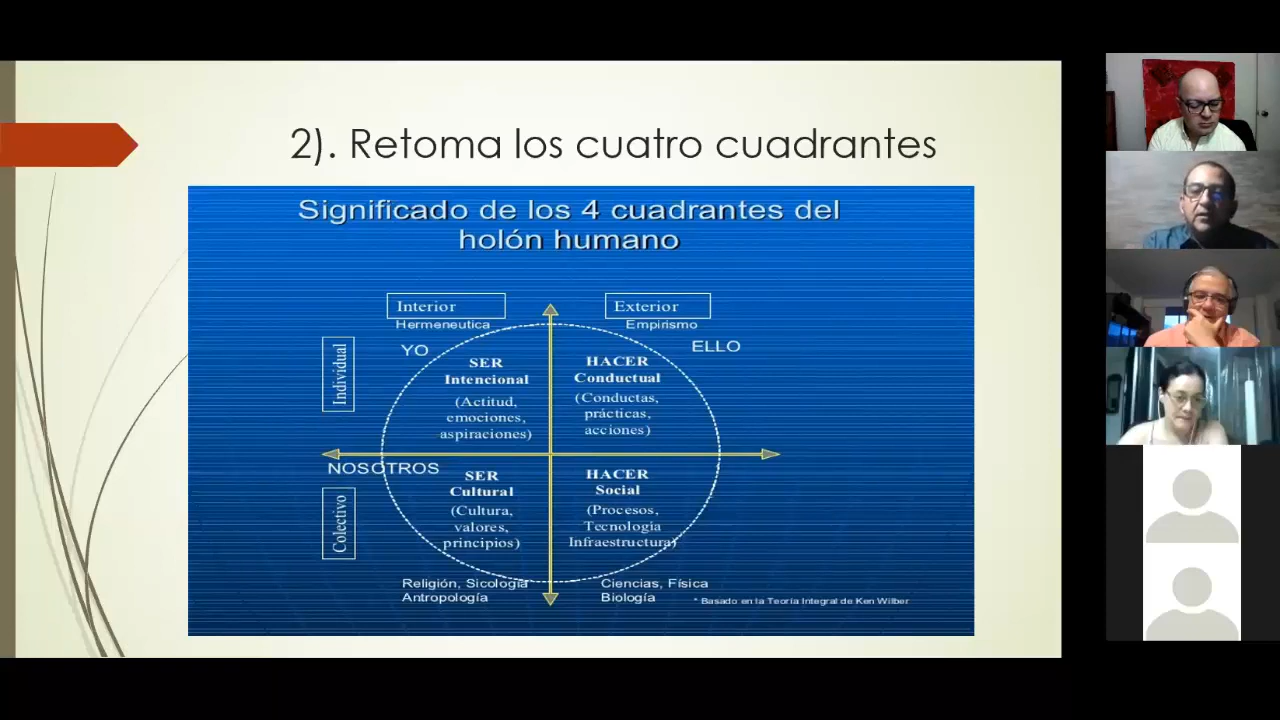 2). Retoma los cuatro cuadrantes
Significado de los 4 cuadrantes del
holón humano
Interior
Exterior
Hermeneutica
Empirismo
YO
ELLO
Individual
SER
Intencional
(Actitud,
emociones,
aspiraciones)
HACER
Conductual
(Conductas,
prácticas,
acciones)
NOSOTROS
Colectivo
SER
Cultural
(Cultura,
valores,
principios)
HACER
Social
(Procesos,
Tecnología
Infraestructura)
Religión, Sicología
Antropología
Ciencias, Física
Biología
* Basado en la Teoría Integral de Ken Wilber